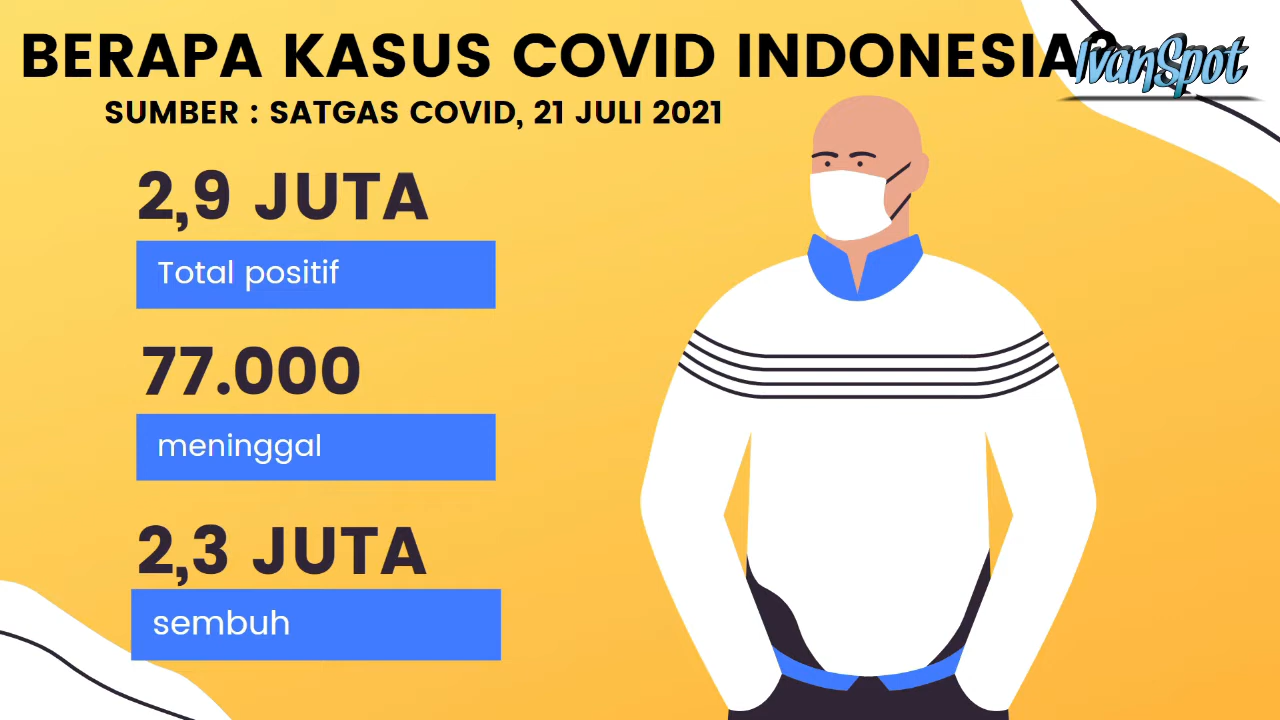 BERAPA KASUS COVID INDONESIA?
IvanSpot
SUMBER : SATGAS COVID, 21 JULI 2021
2,9 JUTA
Total positif
77.000
meninggal
2,3 JUTA
sembuh